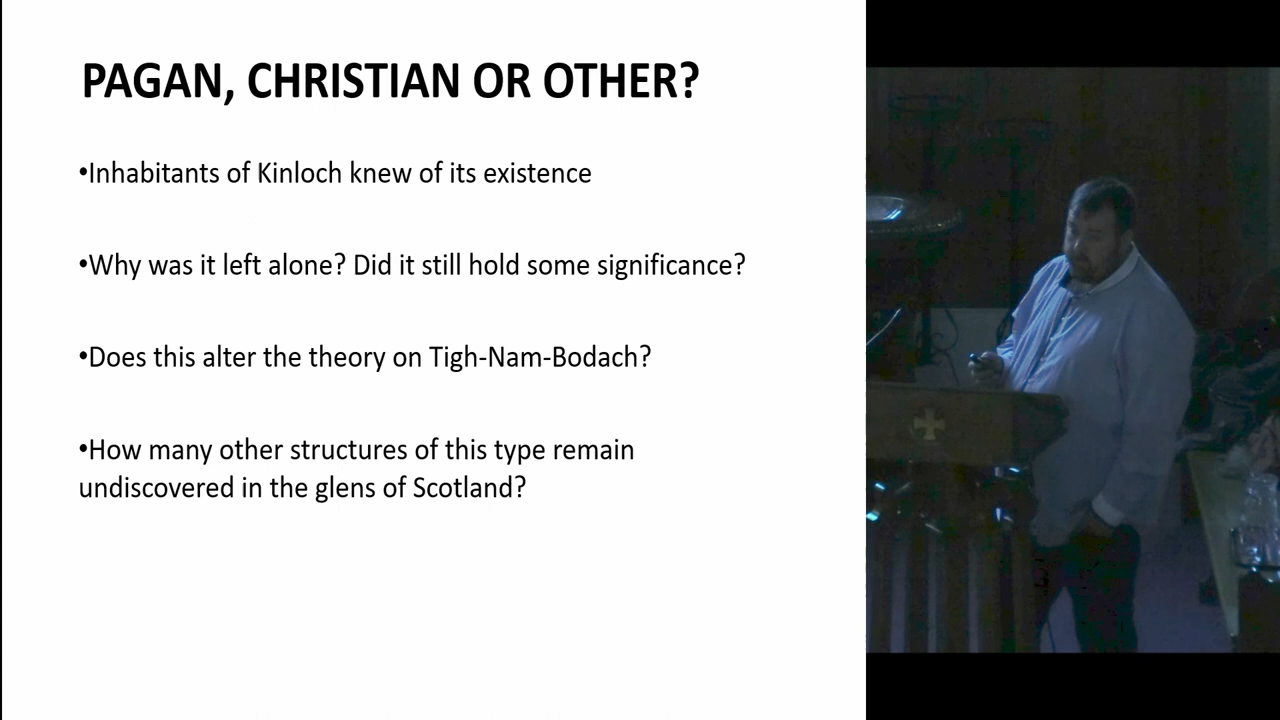 PAGAN, CHRISTIAN OR OTHER?
•Inhabitants of Kinloch knew of its existence
•Why was it left alone? Did it still hold some significance?
•Does this alter the theory on Tigh-Nam-Bodach?
•How many other structures of this type remain
undiscovered in the glens of Scotland?